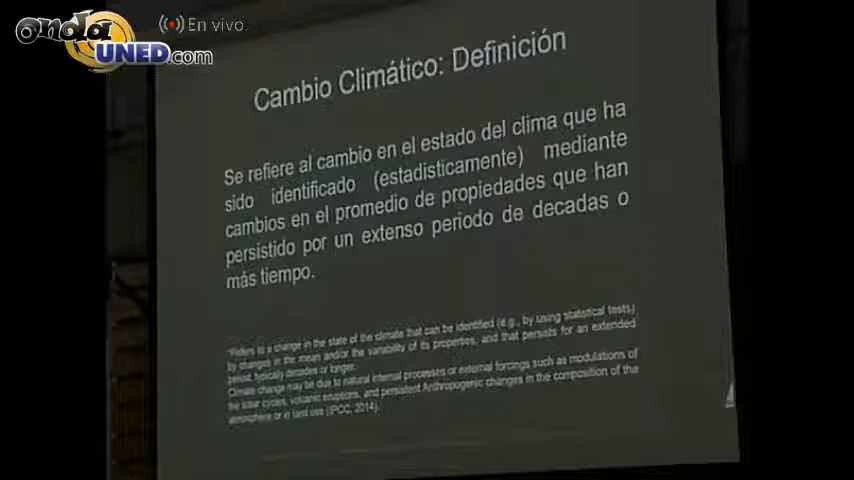 onda
UNED.com
En vivo.
Cambio Climático: Definición
Se refiere al cambio en el estado del clima que ha
sido identificado (estadisticamente) mediante
cambios en el promedio de propiedades que han
persistido por un extenso periodo de decadas o
más tiempo.
"Refers to a change in the state of the climate that can be identified (e.g., by using statistical tests)
by changes in the mean and/or the variability of its properties, and that persists for an extended
period, typically decades or longer.
Climate change may be due to natural internal processes or external forcings such as modulations of
the solar cycles, volcanic eruptions, and persistent Anthropogenic changes in the composition of the
atmosphere or in land use (IPCC, 2014).